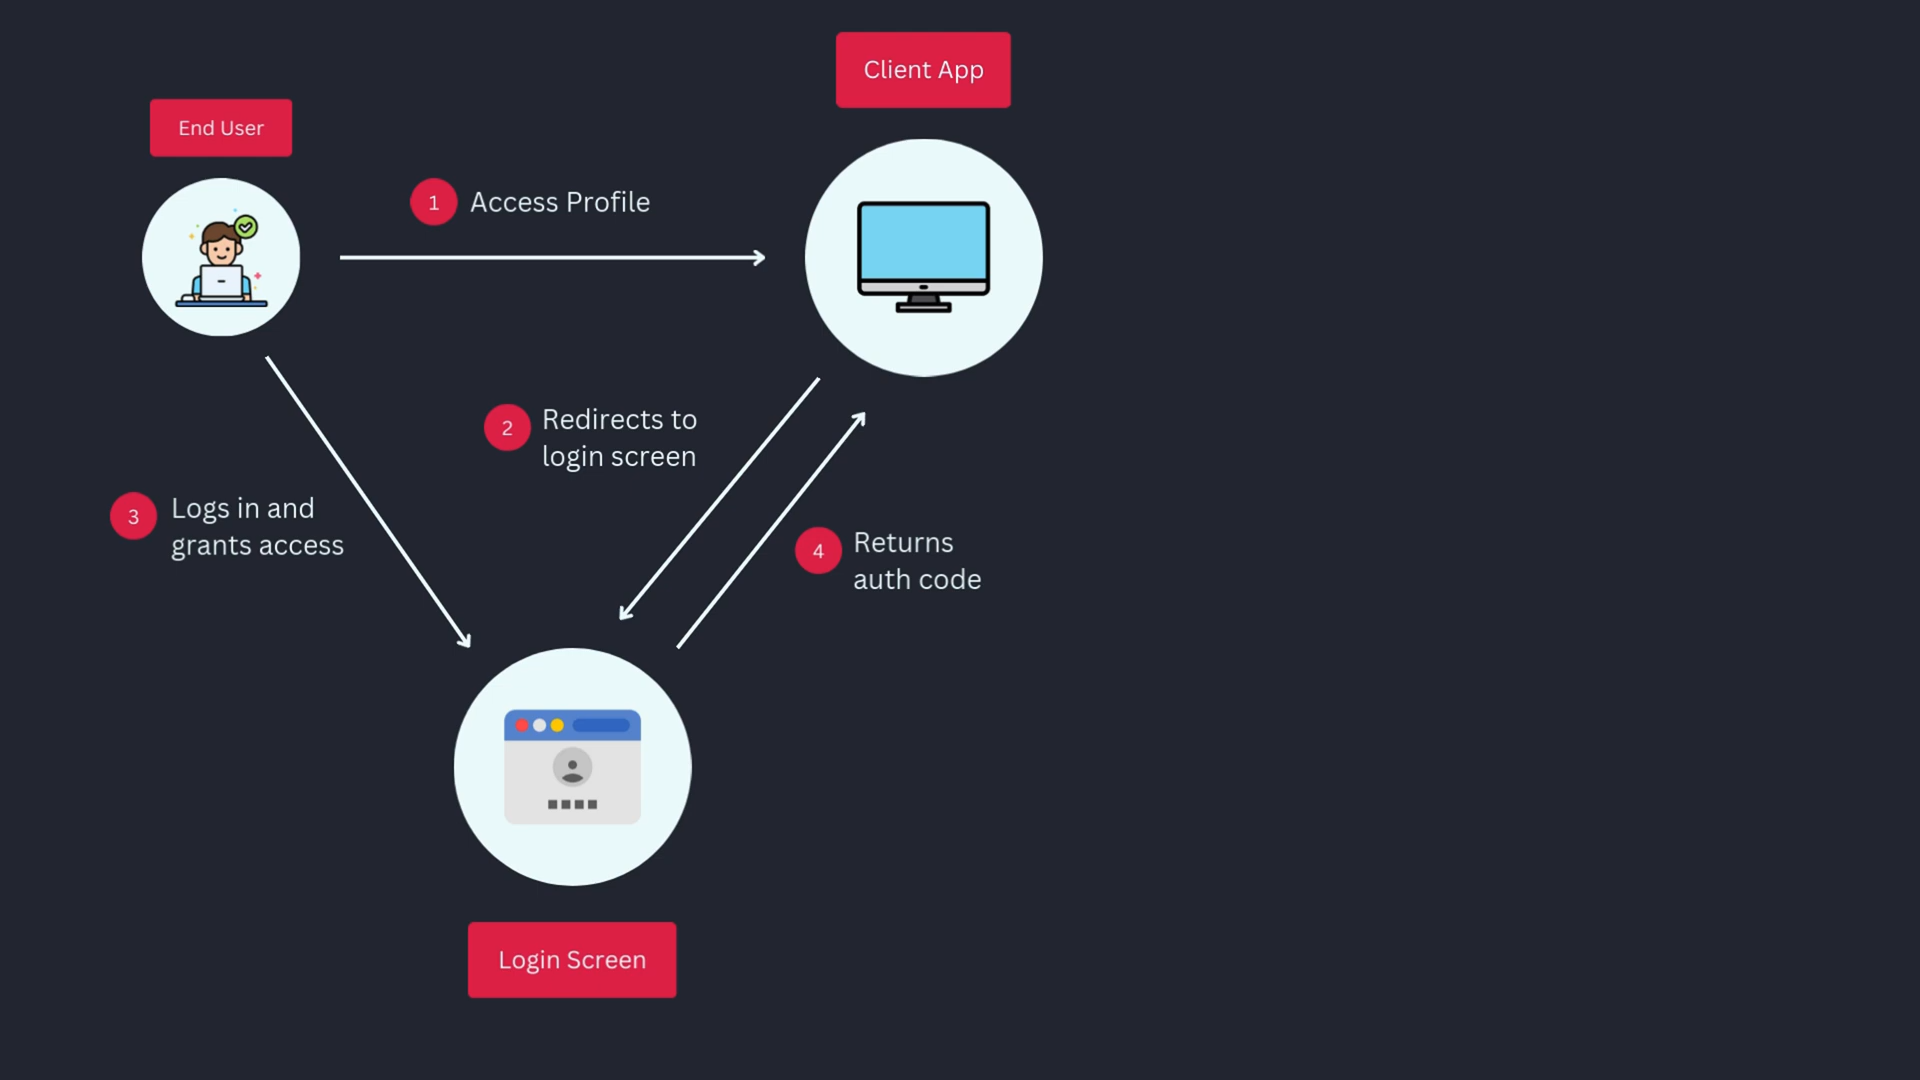 Client App
End User
1
Access Profile
2
Redirects to
login screen
3
Logs in and
grants access
4
Returns
auth code
Login Screen